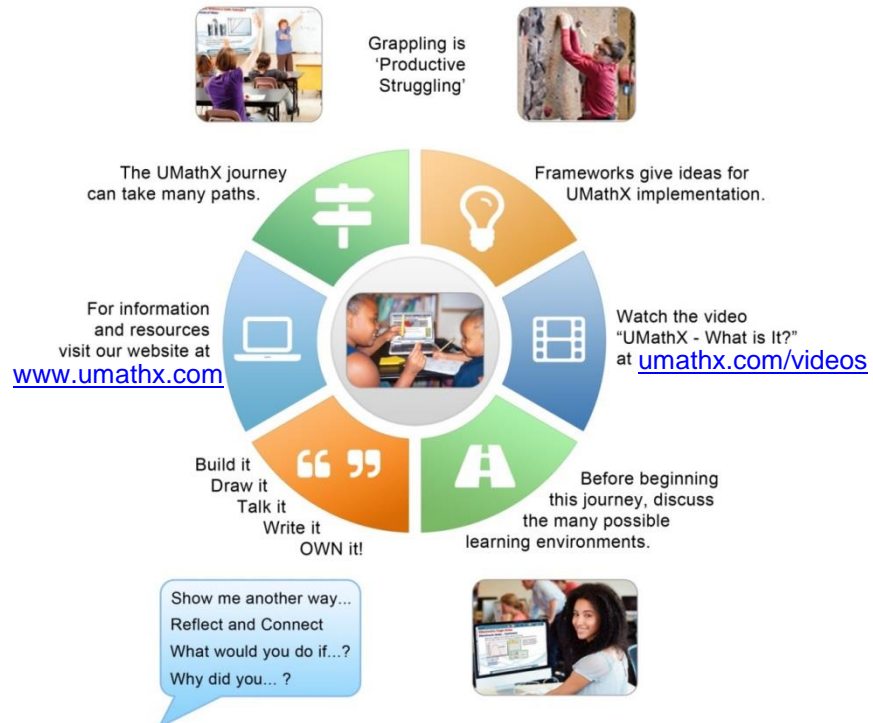 Grappling is
‘Productive
Struggling’
The UMathX journey
can take many paths.
Frameworks give ideas for
UMathX implementation.
For information
and resources
visit our website at
www.umathx.com
Watch the video
“UMathX - What is It?”
at umathx.com/videos
Build it
Draw it
Talk it
Write it
OWN it!
Before beginning
this journey, discuss
the many possible
learning environments.
Show me another way...
Reflect and Connect
What would you do if...?
Why did you... ?